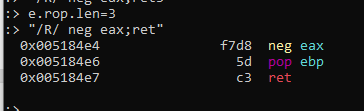 :> "/R/ neg eax;ret
:> e.rop.len=3
:> "/R/ neg eax;ret"
0x005184e4 f7d8 neg eax
0x005184e6 5d pop ebp
0x005184e7 c3 ret
:>